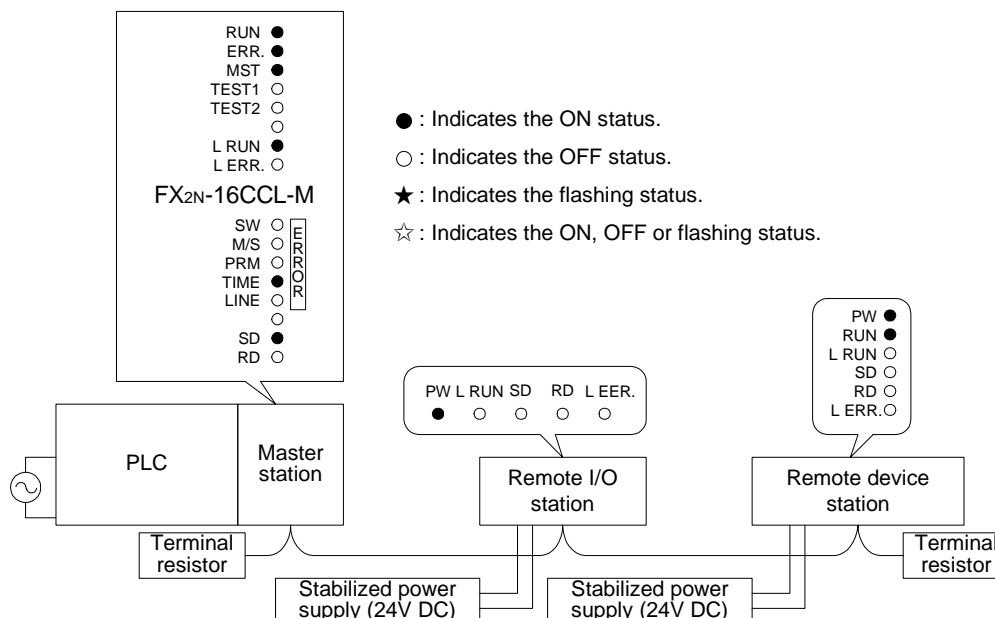 RUN
ERR.
MST
TEST1
TEST2
L RUN
L ERR.
FX2N-16CCL-M
SW
M/S
PRM
TIME
LINE
ERROR
SD
RD
● : Indicates the ON status.
○ : Indicates the OFF status.
★ : Indicates the flashing status.
☆ : Indicates the ON, OFF or flashing status.
PW
RUN
L RUN
SD
RD
L ERR.
PW L RUN SD RD L EER.
PLC
Master
station
Remote I/O
station
Remote device
station
Terminal
resistor
Terminal
resistor
Stabilized power
supply (24V DC)
Stabilized power
supply (24V DC)